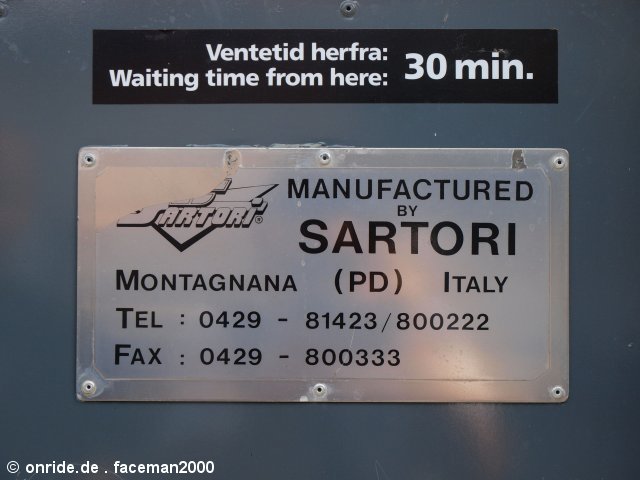 Ventetid herfra: 30 min.
Waiting time from here:
SARTORI®
MANUFACTURED
BY
SARTORI
MONTAGNANA (PD) ITALY
TEL : 0429 - 81423/800222
FAX : 0429 - 800333
© onride.de . faceman2000